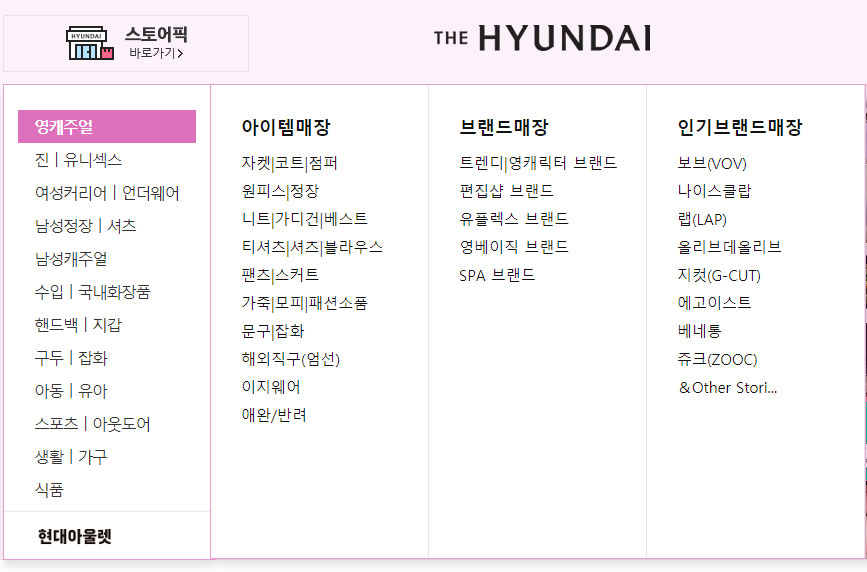 HYUNDAI
스토어픽
바로가기>
THE HYUNDAI
영캐주얼
진 | 유니섹스
여성커리어 | 언더웨어
남성정장 | 셔츠
남성캐주얼
수입 | 국내화장품
핸드백 | 지갑
구두 | 잡화
아동 | 유아
스포츠 | 아웃도어
생활 | 가구
식품
현대아울렛
아이템매장
자켓|코트|점퍼
원피스|정장
니트|가디건|베스트
티셔츠|셔츠|블라우스
팬츠|스커트
가죽|모피|패션소품
문구|잡화
해외직구(엄선)
이지웨어
애완/반려
브랜드매장
트렌디|영캐릭터 브랜드
편집샵 브랜드
유플렉스 브랜드
영베이직 브랜드
SPA 브랜드
인기브랜드매장
보브(VOV)
나이스클랍
랩(LAP)
올리브데올리브
지컷(G-CUT)
에고이스트
베네통
쥬크(ZOOC)
&Other Stori...